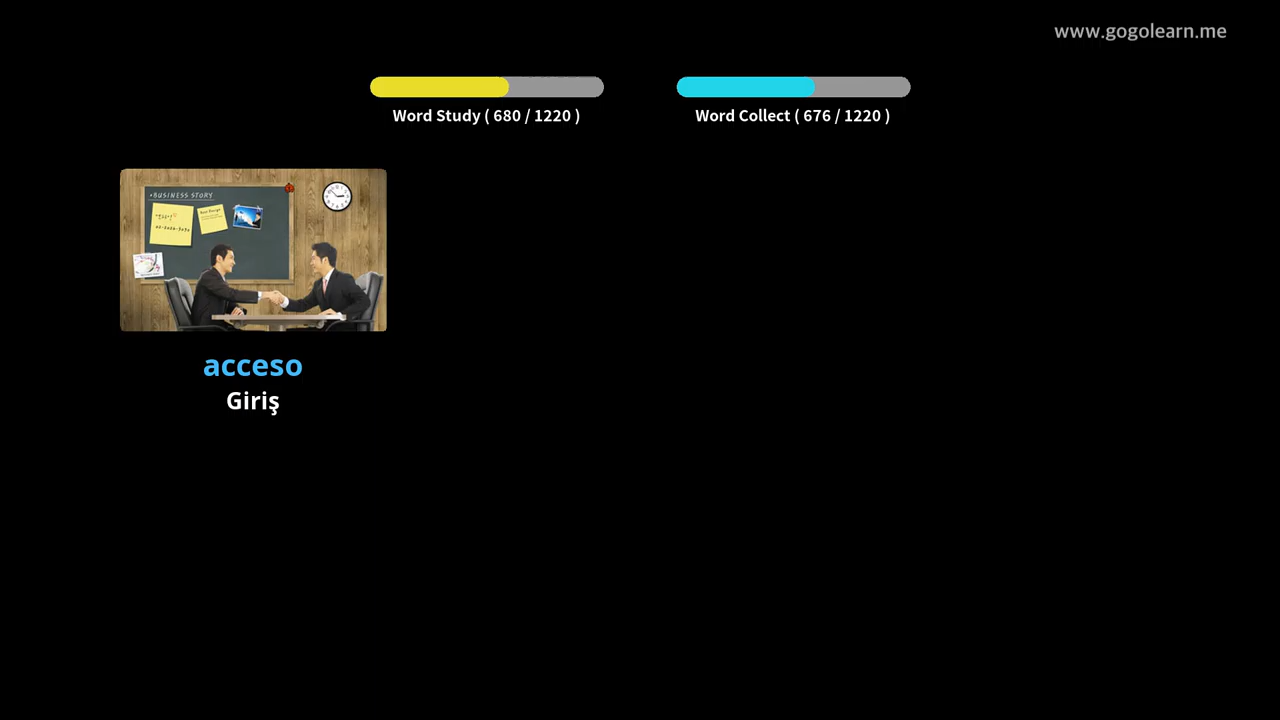 www.gogolearn.me
Word Study ( 680 / 1220 )
Word Collect ( 676 / 1220 )
BUSINESS STORY
acceso
Giriş